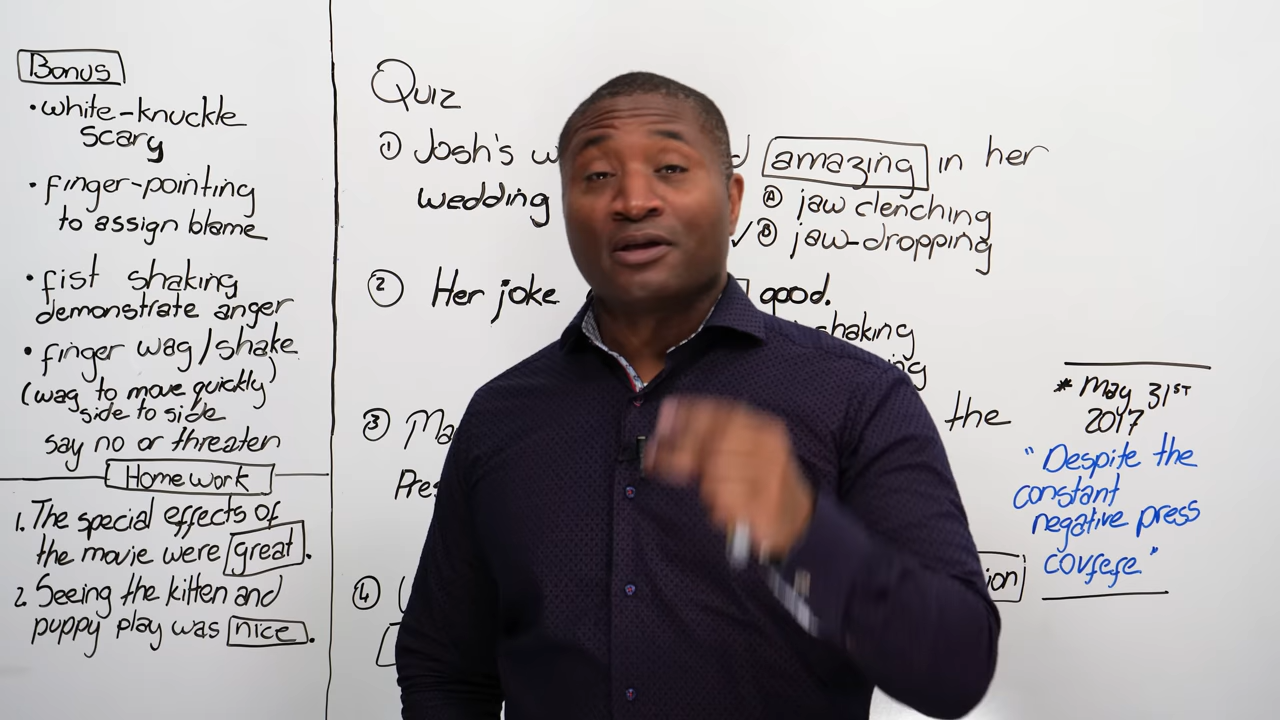 Bonus
• white-knuckle
scary
• finger-pointing
to assign blame
• fist shaking
demonstrate anger
• finger wag/shake
(wag to move quickly)
side to side
say no or threaten
Homework
1. The special effects of
the movie were great.
2. Seeing the kitten and
puppy play was nice.
Quiz
① Josh's amazing in her
wedding
Ⓐ jaw clenching
✓ Ⓑ jaw-dropping
② Her joke good.
shaking
③ the
④
* May 31ST
2017
"Despite the
constant
negative press
covfefe"